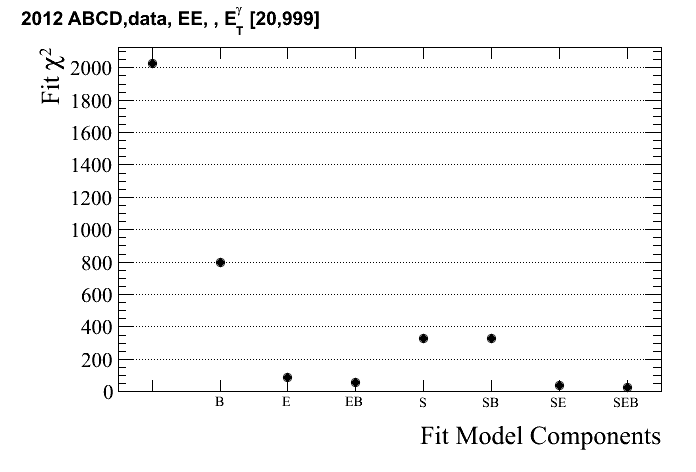 2012 ABCD,data, EE, , E_T^γ [20,999]
Fit χ²
2000
1800
1600
1400
1200
1000
800
600
400
200
0
B E EB S SB SE SEB
Fit Model Components